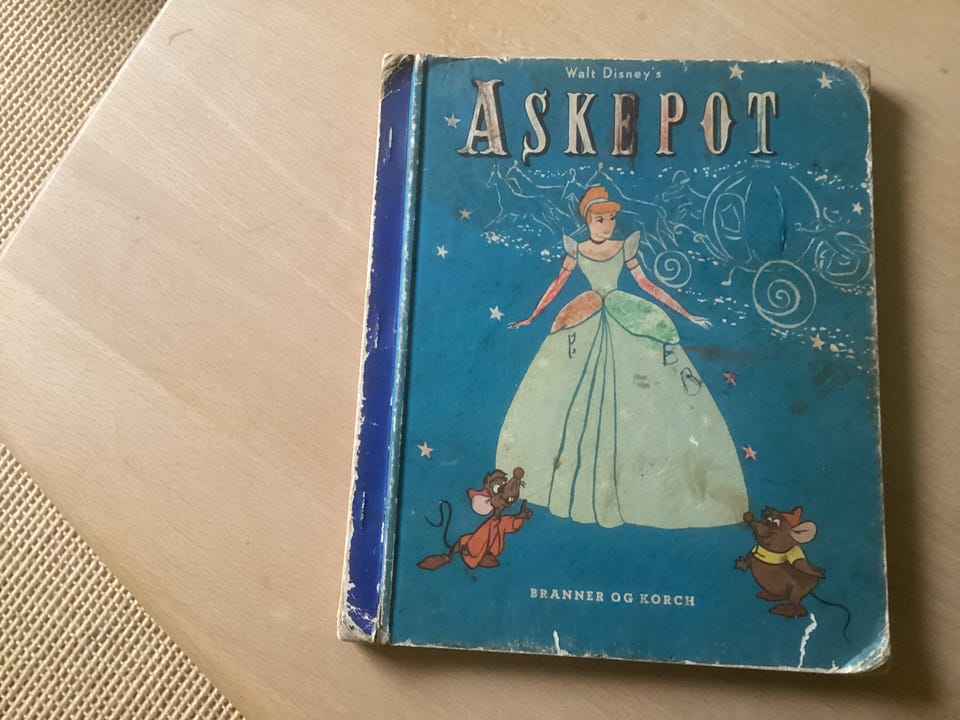 Walt Disney's
ASKEPOT
P E R
BRANNER OG KORCH